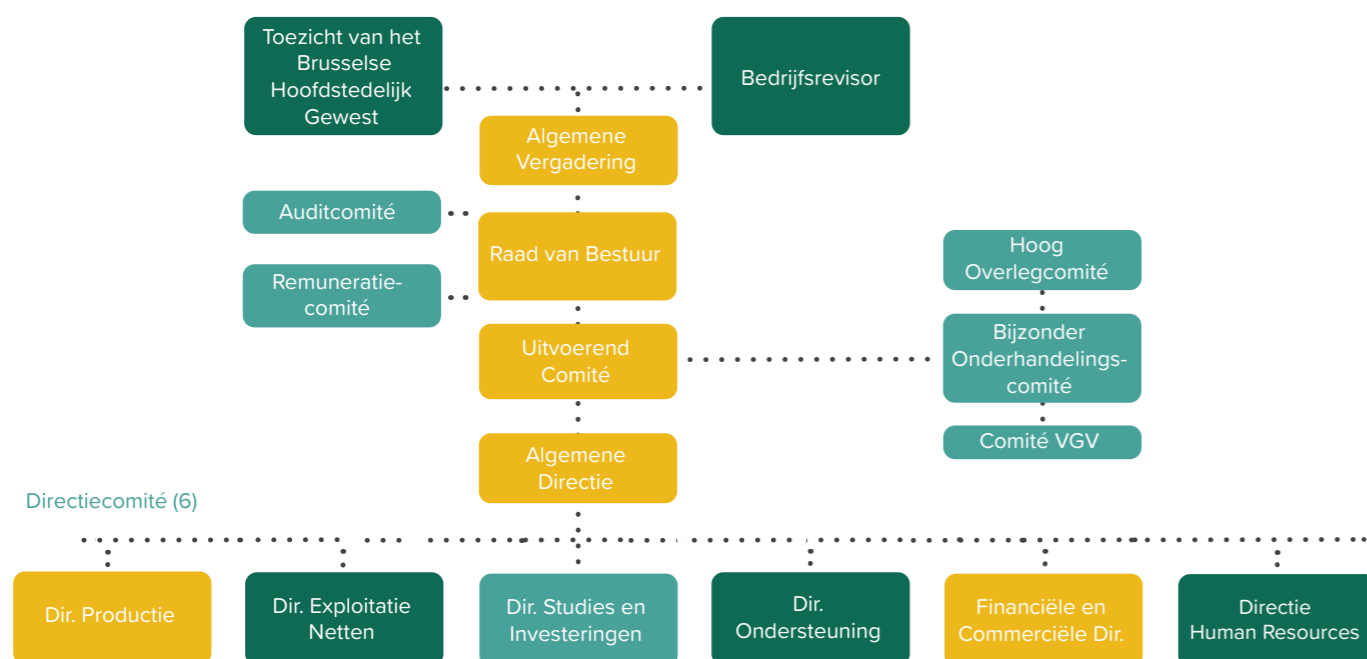 Toezicht van het
Brusselse
Hoofdstedelijk
Gewest
Bedrijfsrevisor
Algemene
Vergadering
Auditcomité
Raad van Bestuur
Remuneratie-
comité
Hoog
Overlegcomité
Uitvoerend
Comité
Bijzonder
Onderhandelings-
comité
Comité VGV
Algemene
Directie
Directiecomité (6)
Dir. Productie
Dir. Exploitatie
Netten
Dir. Studies en
Investeringen
Dir.
Ondersteuning
Financiële en
Commerciële Dir.
Directie
Human Resources